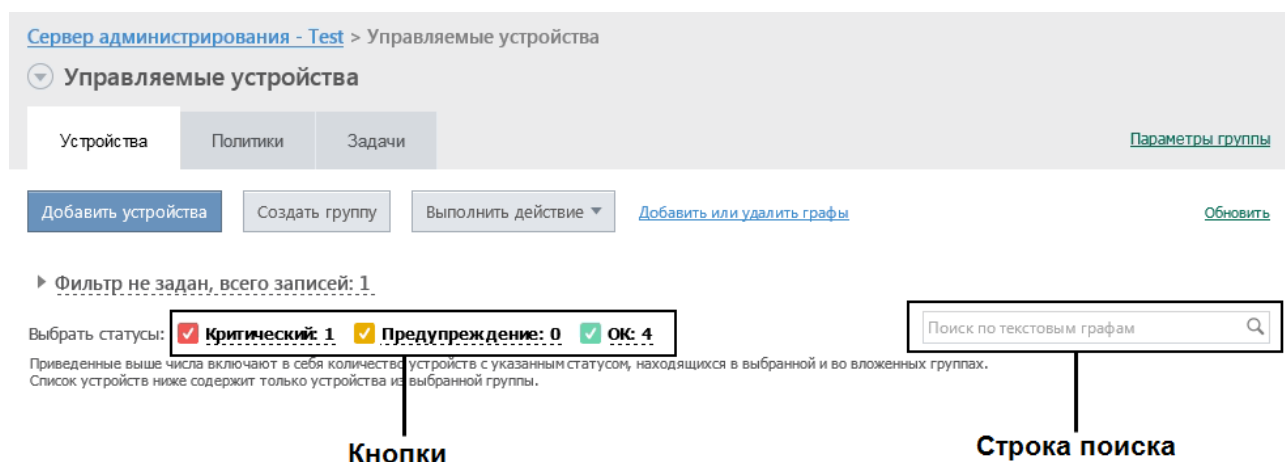 Сервер администрирования - Test > Управляемые устройства
Управляемые устройства
Устройства Политики Задачи Параметры группы
Добавить устройства Создать группу Выполнить действие Добавить или удалить графы Обновить
Фильтр не задан, всего записей: 1
Выбрать статусы: Критический: 1 Предупреждение: 0 ОК: 4 Поиск по текстовым графам
Приведенные выше числа включают в себя количество устройств с указанным статусом, находящихся в выбранной и во вложенных группах.
Список устройств ниже содержит только устройства из выбранной группы.
Кнопки Строка поиска